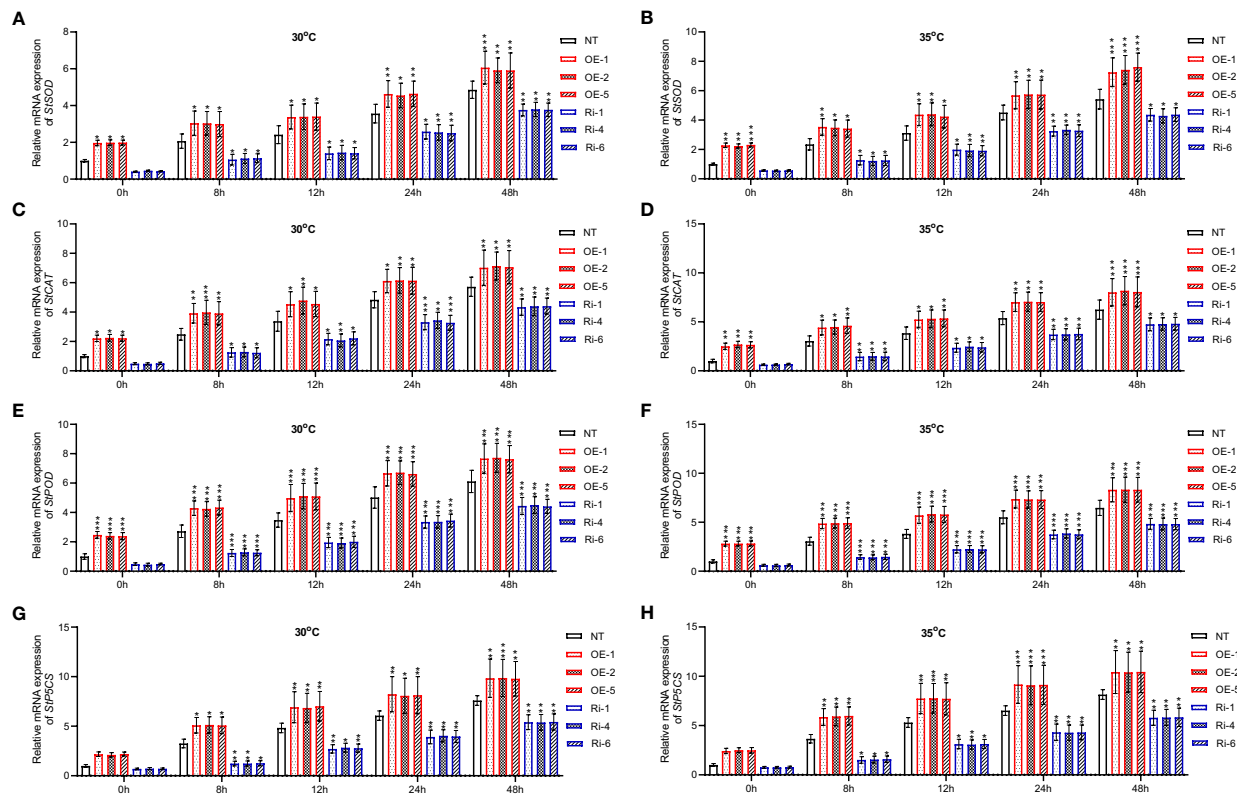 A
30°C
Relative mRNA expression
of StSOD
8
6
4
2
0
0h
8h
12h
24h
48h
NT
OE-1
OE-2
OE-5
Ri-1
Ri-4
Ri-6
B
35°C
Relative mRNA expression
of StSOD
10
8
6
4
2
0
0h
8h
12h
24h
48h
NT
OE-1
OE-2
OE-5
Ri-1
Ri-4
Ri-6
C
30°C
Relative mRNA expression
of StCAT
10
8
6
4
2
0
0h
8h
12h
24h
48h
NT
OE-1
OE-2
OE-5
Ri-1
Ri-4
Ri-6
D
35°C
Relative mRNA expression
of StCAT
15
10
5
0
0h
8h
12h
24h
48h
NT
OE-1
OE-2
OE-5
Ri-1
Ri-4
Ri-6
E
30°C
Relative mRNA expression
of StPOD
10
8
6
4
2
0
0h
8h
12h
24h
48h
NT
OE-1
OE-2
OE-5
Ri-1
Ri-4
Ri-6
F
35°C
Relative mRNA expression
of StPOD
15
10
5
0
0h
8h
12h
24h
48h
NT
OE-1
OE-2
OE-5
Ri-1
Ri-4
Ri-6
G
30°C
Relative mRNA expression
of StP5CS
15
10
5
0
0h
8h
12h
24h
48h
NT
OE-1
OE-2
OE-5
Ri-1
Ri-4
Ri-6
H
35°C
Relative mRNA expression
of StP5CS
15
10
5
0
0h
8h
12h
24h
48h
NT
OE-1
OE-2
OE-5
Ri-1
Ri-4
Ri-6